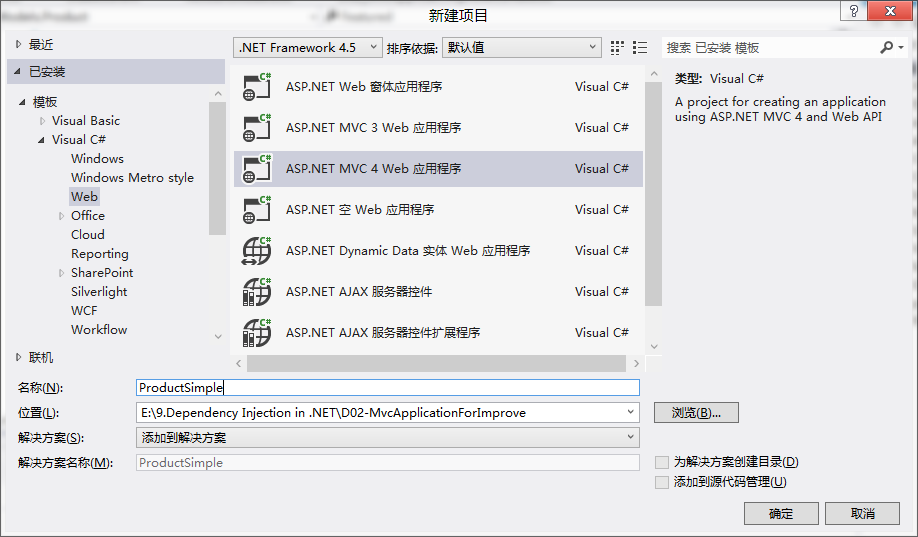 Models.Product
新建项目
?
最近
.NET Framework 4.5
排序依据:
默认值
搜索 已安装 模板
已安装
模板
Visual Basic
Visual C#
Windows
Windows Metro style
Web
Office
Cloud
Reporting
SharePoint
Silverlight
WCF
Workflow
联机
C#
ASP.NET Web 窗体应用程序
Visual C#
C#
ASP.NET MVC 3 Web 应用程序
Visual C#
C#
ASP.NET MVC 4 Web 应用程序
Visual C#
C#
ASP.NET 空 Web 应用程序
Visual C#
C#
ASP.NET Dynamic Data 实体 Web 应用程序
Visual C#
C#
ASP.NET AJAX 服务器控件
Visual C#
C#
ASP.NET AJAX 服务器控件扩展程序
Visual C#
类型: Visual C#
A project for creating an application
using ASP.NET MVC 4 and Web API
名称(N):
ProductSimple
位置(L):
E:\9.Dependency Injection in .NET\D02-MvcApplicationForImprove
浏览(B)...
解决方案(S):
添加到解决方案
解决方案名称(M):
ProductSimple
为解决方案创建目录(D)
添加到源代码管理(U)
确定
取消